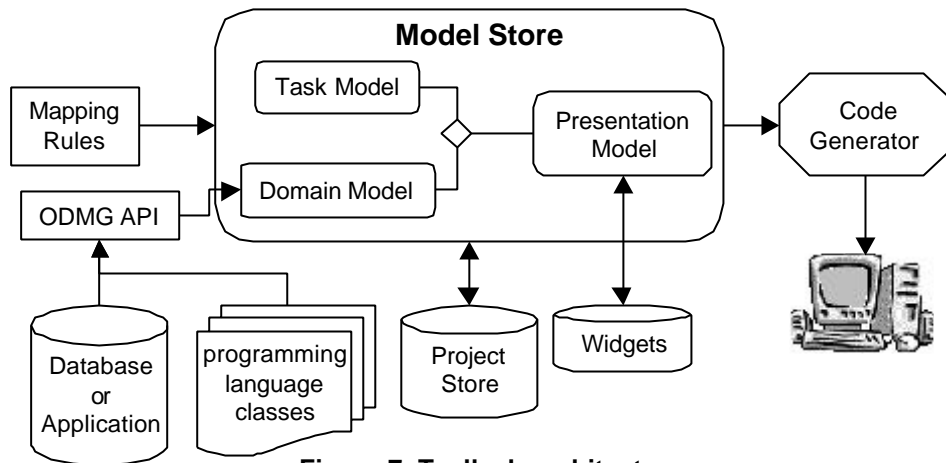 Model Store
Task Model
Mapping
Rules
Presentation
Model
Code
Generator
Domain Model
ODMG API
Database
or
Application
programming
language
classes
Project
Store
Widgets